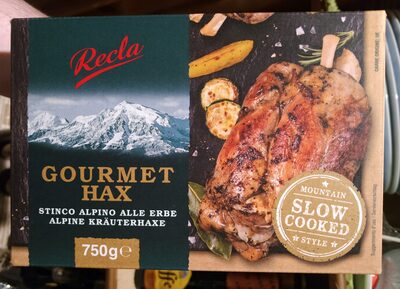 Recla
GOURMET
HAX
STINCO ALPINO ALLE ERBE
ALPINE KRÄUTERHAXE
750g℮
MOUNTAIN
SLOW
COOKED
STYLE